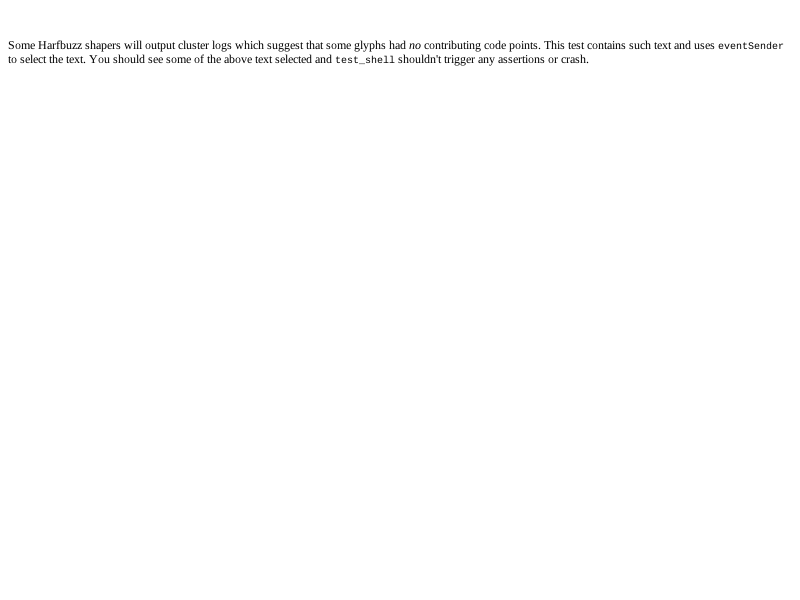 Some Harfbuzz shapers will output cluster logs which suggest that some glyphs had no contributing code points. This test contains such text and uses eventSender
to select the text. You should see some of the above text selected and test_shell shouldn't trigger any assertions or crash.